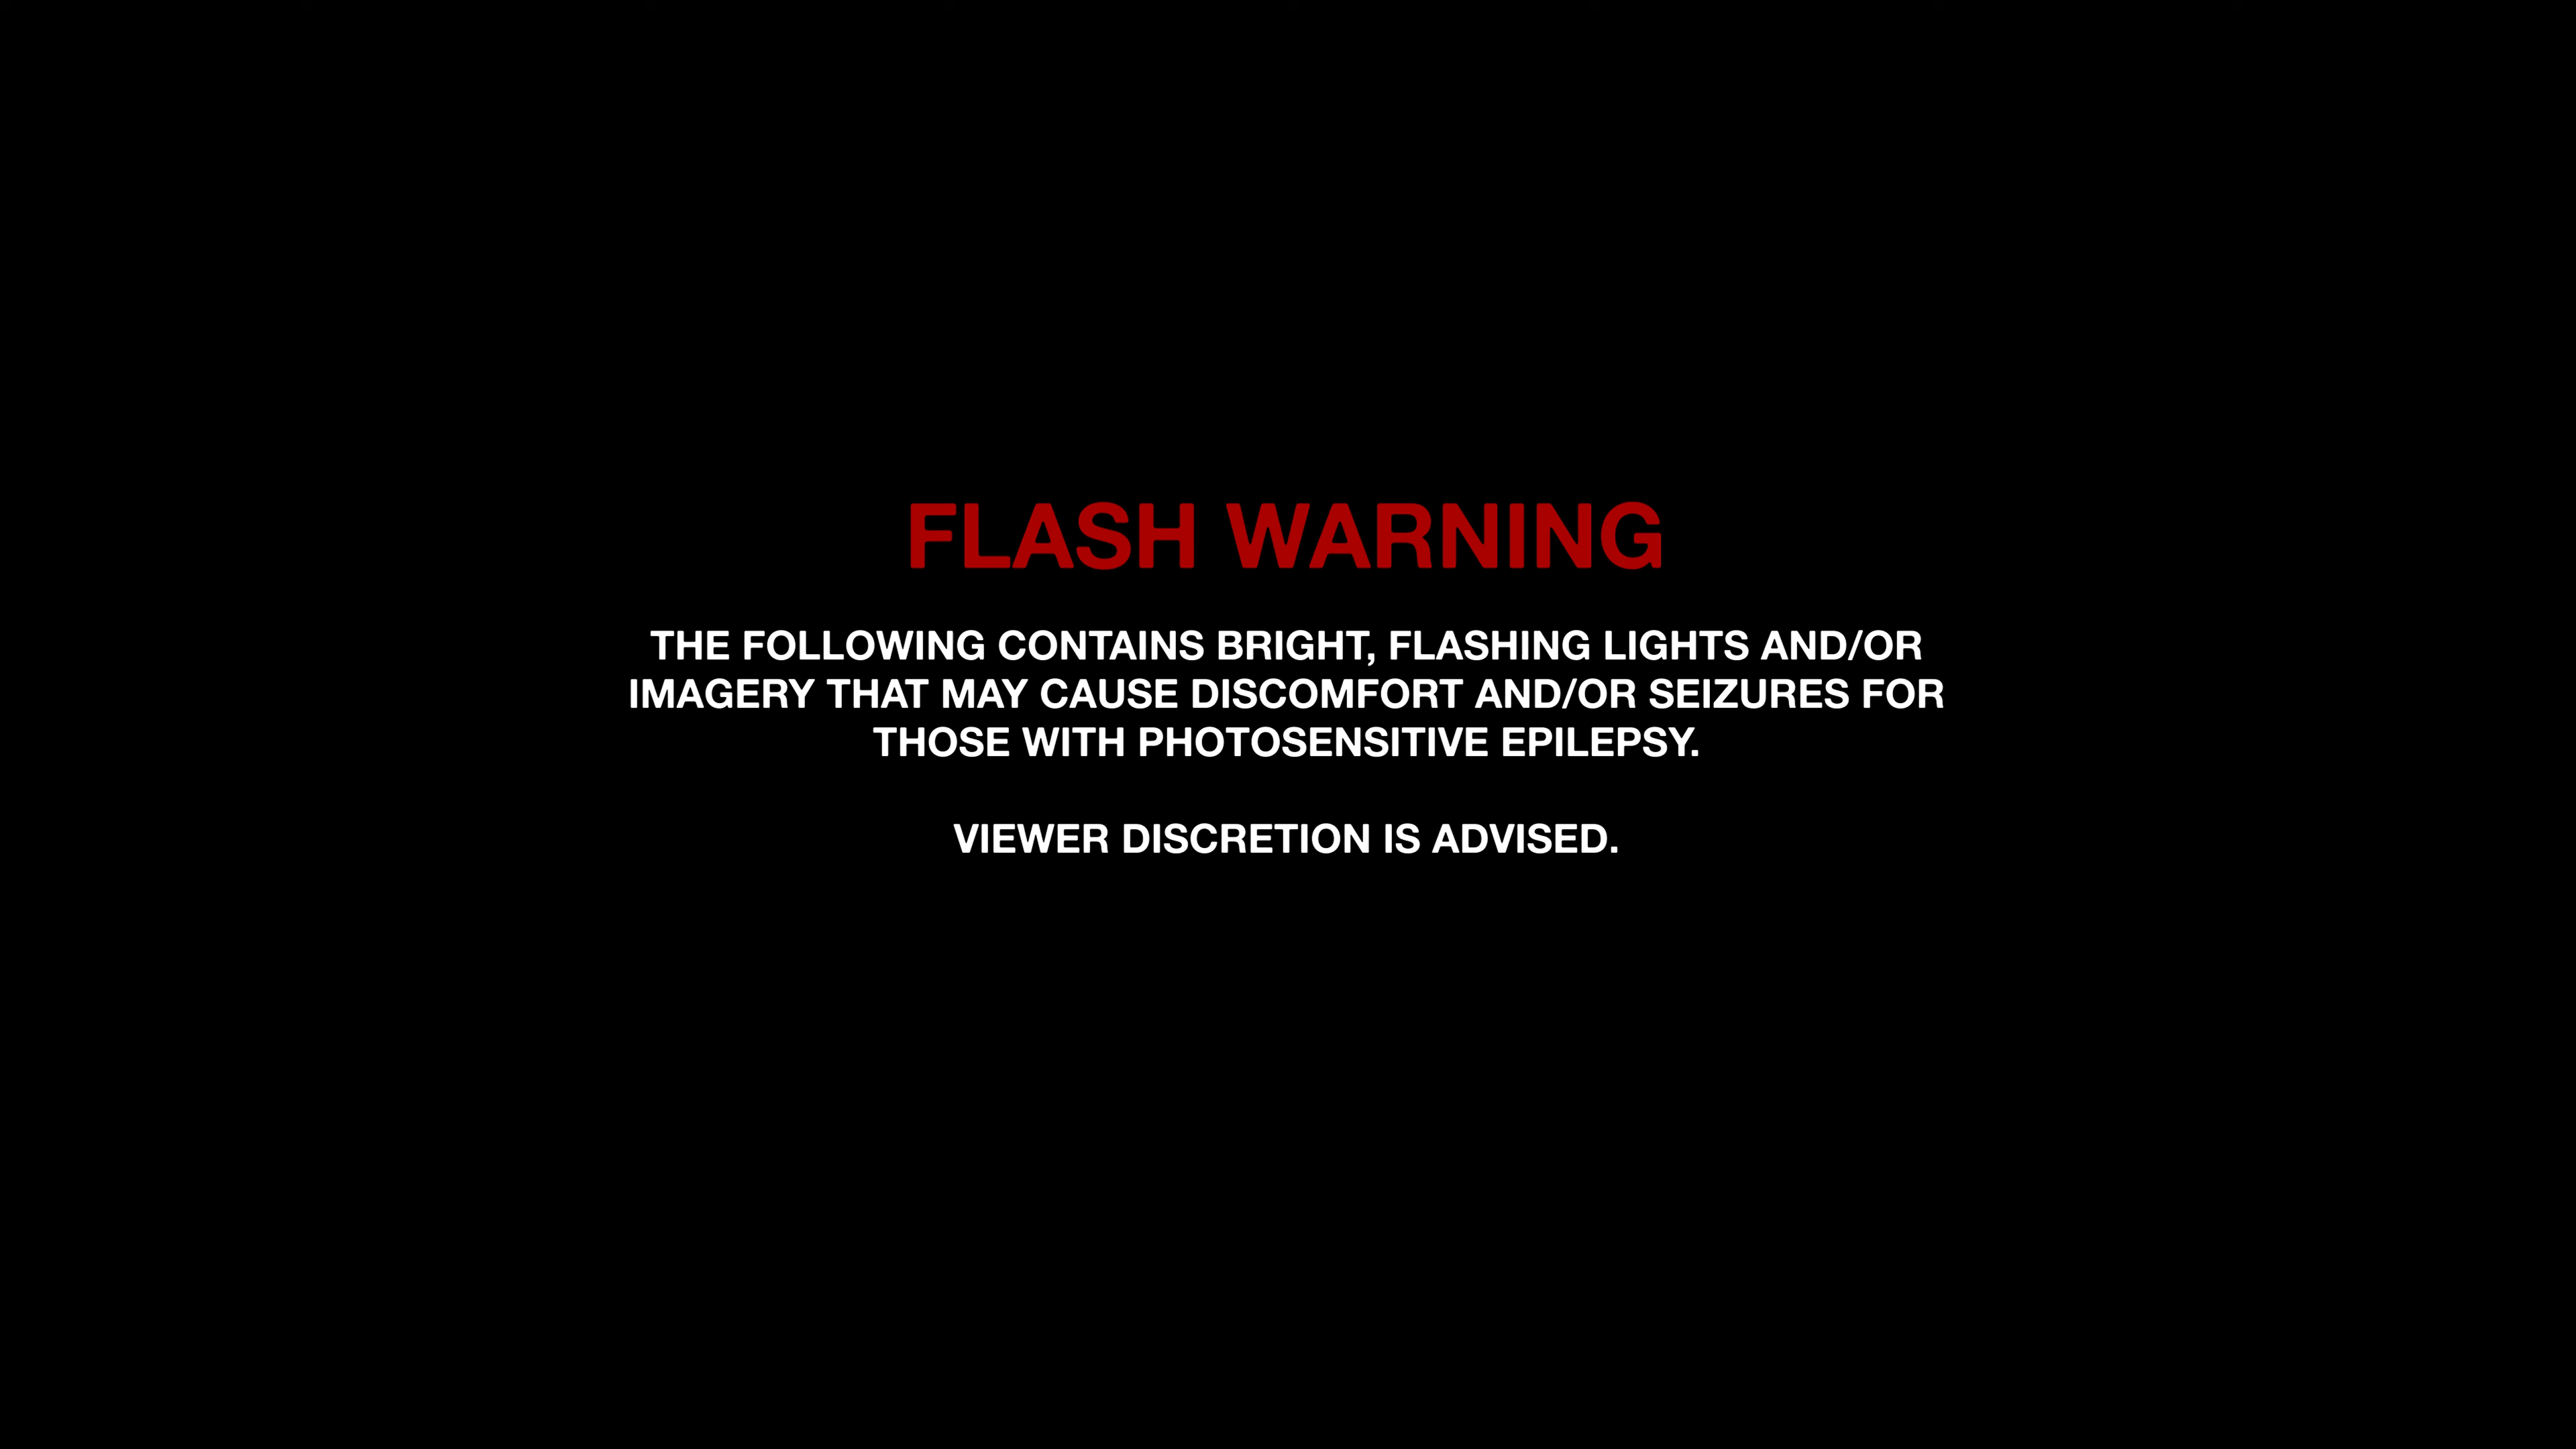 FLASH WARNING
THE FOLLOWING CONTAINS BRIGHT, FLASHING LIGHTS AND/OR
IMAGERY THAT MAY CAUSE DISCOMFORT AND/OR SEIZURES FOR
THOSE WITH PHOTOSENSITIVE EPILEPSY.
VIEWER DISCRETION IS ADVISED.